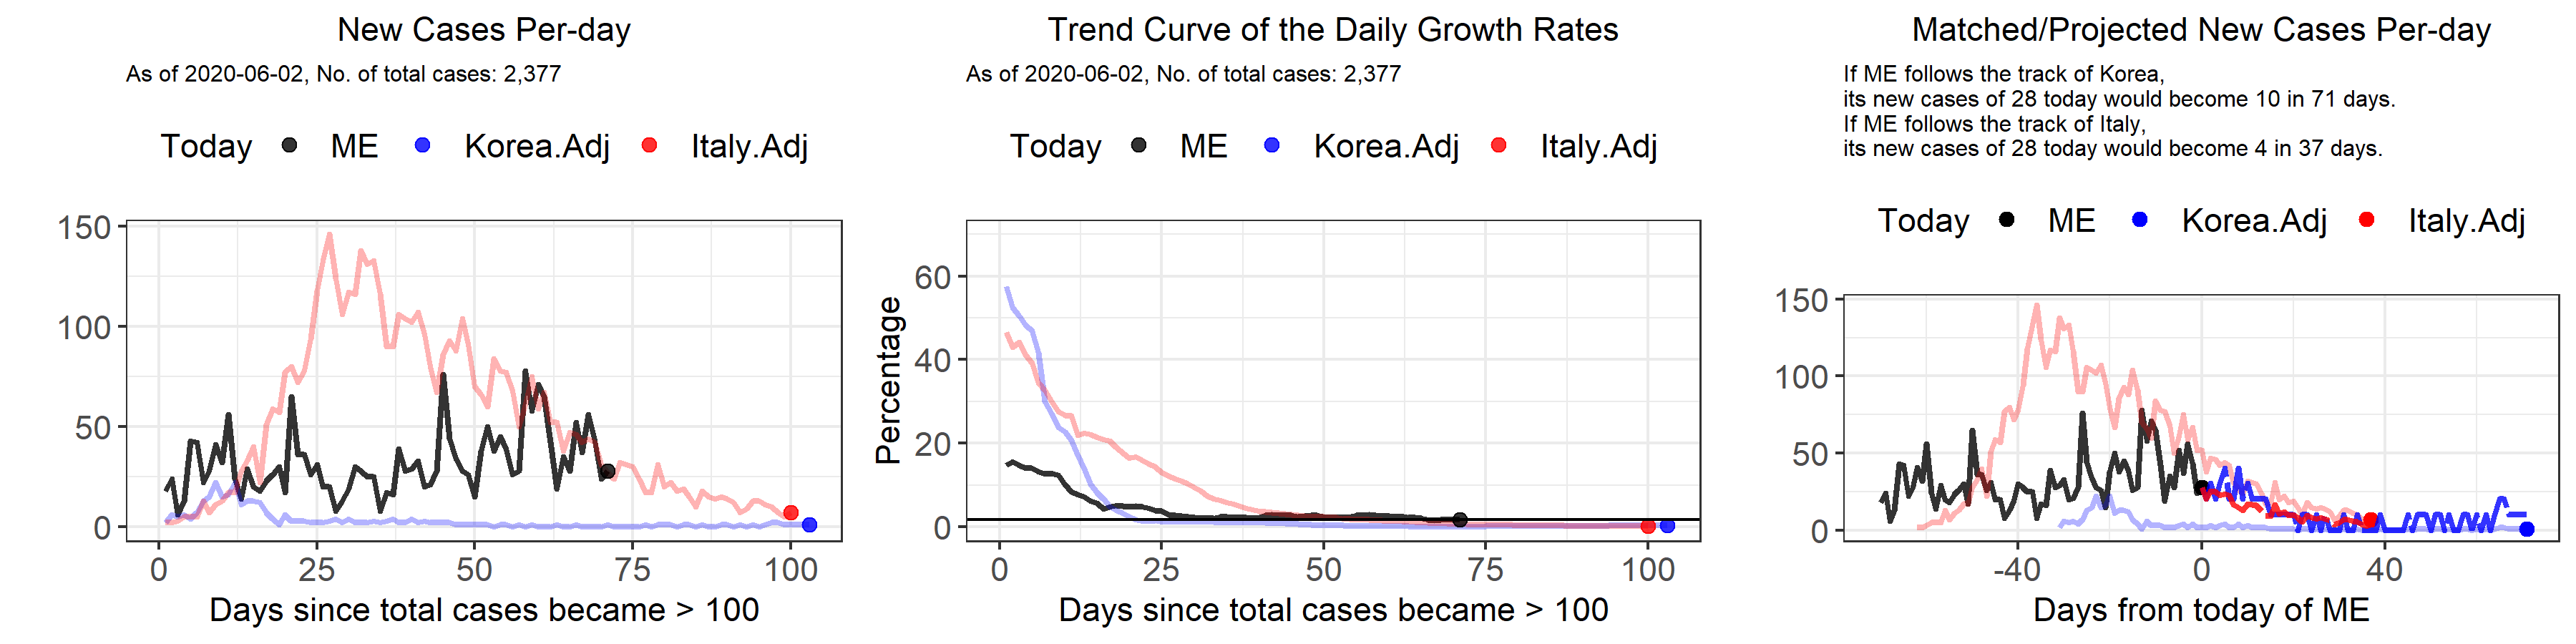 New Cases Per-day
As of 2020-06-02, No. of total cases: 2,377
Today ME Korea.Adj Italy.Adj
150
100
50
0
0 25 50 75 100
Days since total cases became > 100
Trend Curve of the Daily Growth Rates
As of 2020-06-02, No. of total cases: 2,377
Today ME Korea.Adj Italy.Adj
Percentage
60
40
20
0
0 25 50 75 100
Days since total cases became > 100
Matched/Projected New Cases Per-day
If ME follows the track of Korea,
its new cases of 28 today would become 10 in 71 days.
If ME follows the track of Italy,
its new cases of 28 today would become 4 in 37 days.
Today ME Korea.Adj Italy.Adj
150
100
50
0
-40 0 40
Days from today of ME